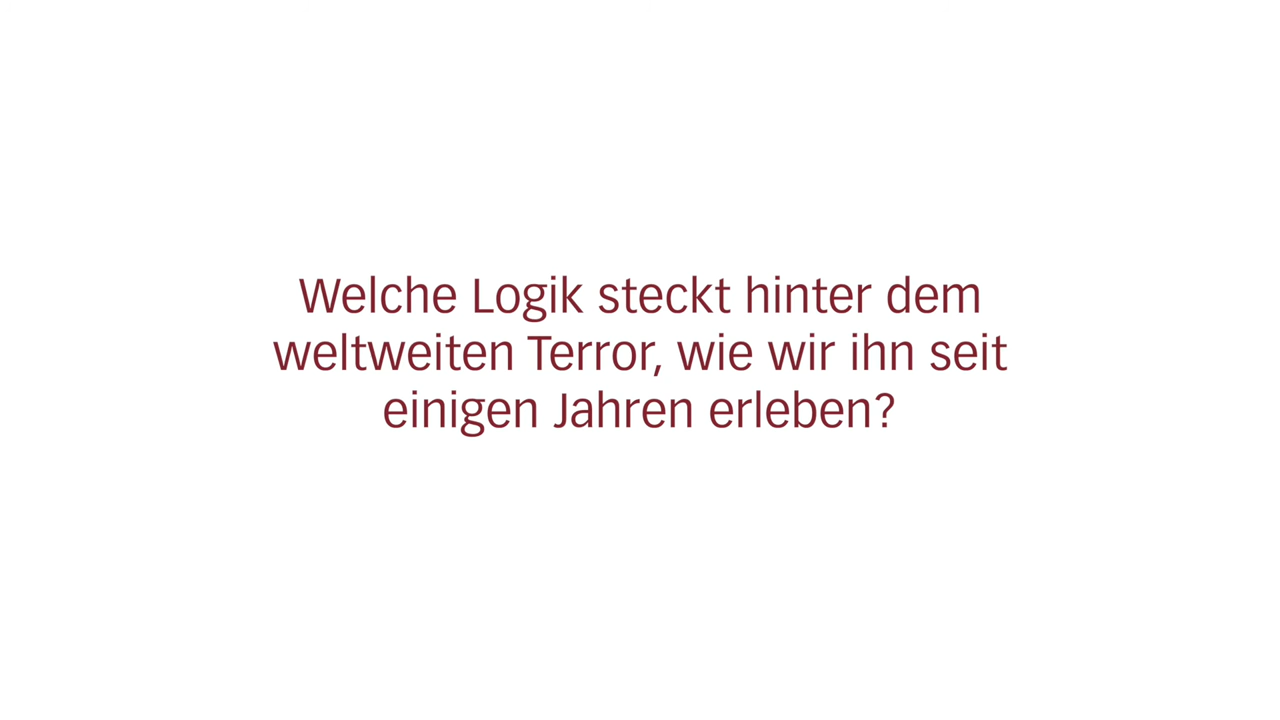 Welche Logik steckt hinter dem
weltweiten Terror, wie wir ihn seit
einigen Jahren erleben?